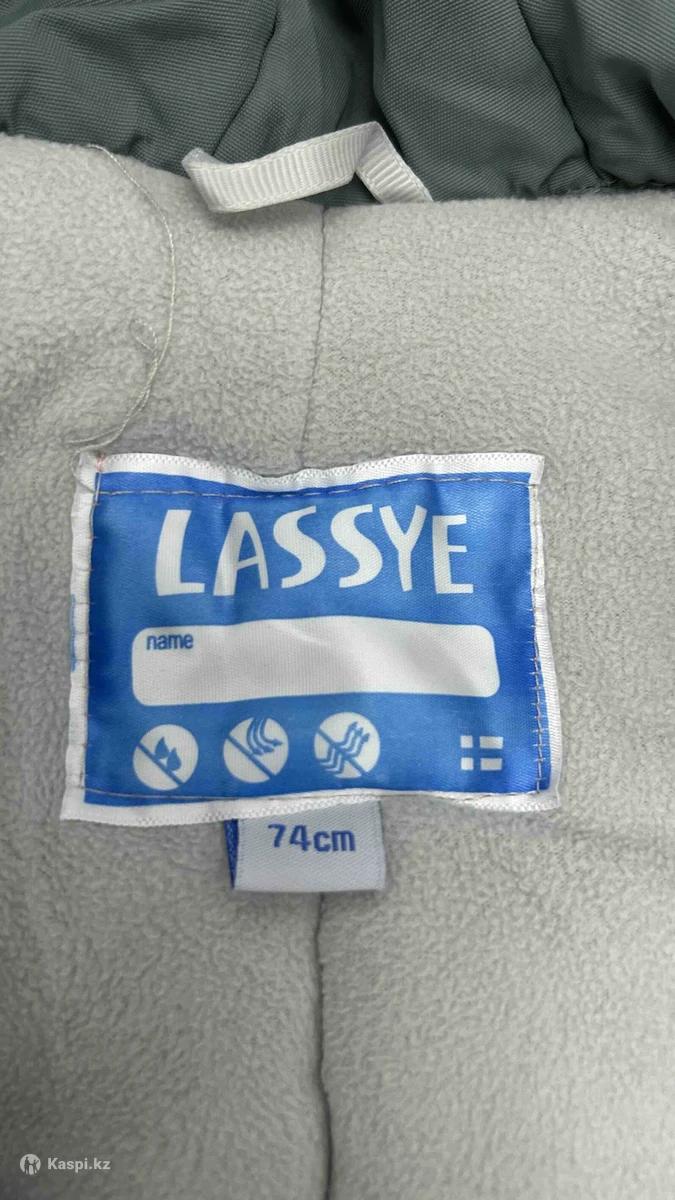 LASSYE
name
74cm
Kaspi.kz